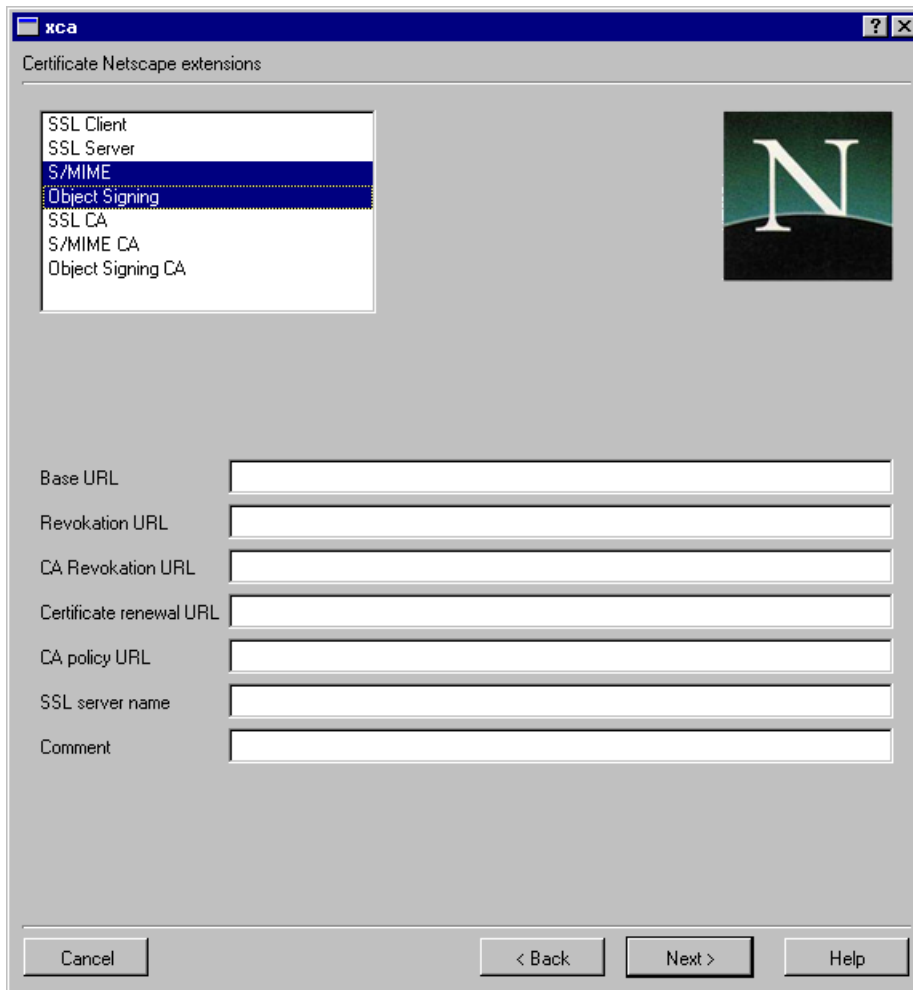 xca
Certificate Netscape extensions
SSL Client
SSL Server
S/MIME
Object Signing
SSL CA
S/MIME CA
Object Signing CA
N
Base URL
Revokation URL
CA Revokation URL
Certificate renewal URL
CA policy URL
SSL server name
Comment
Cancel < Back Next > Help